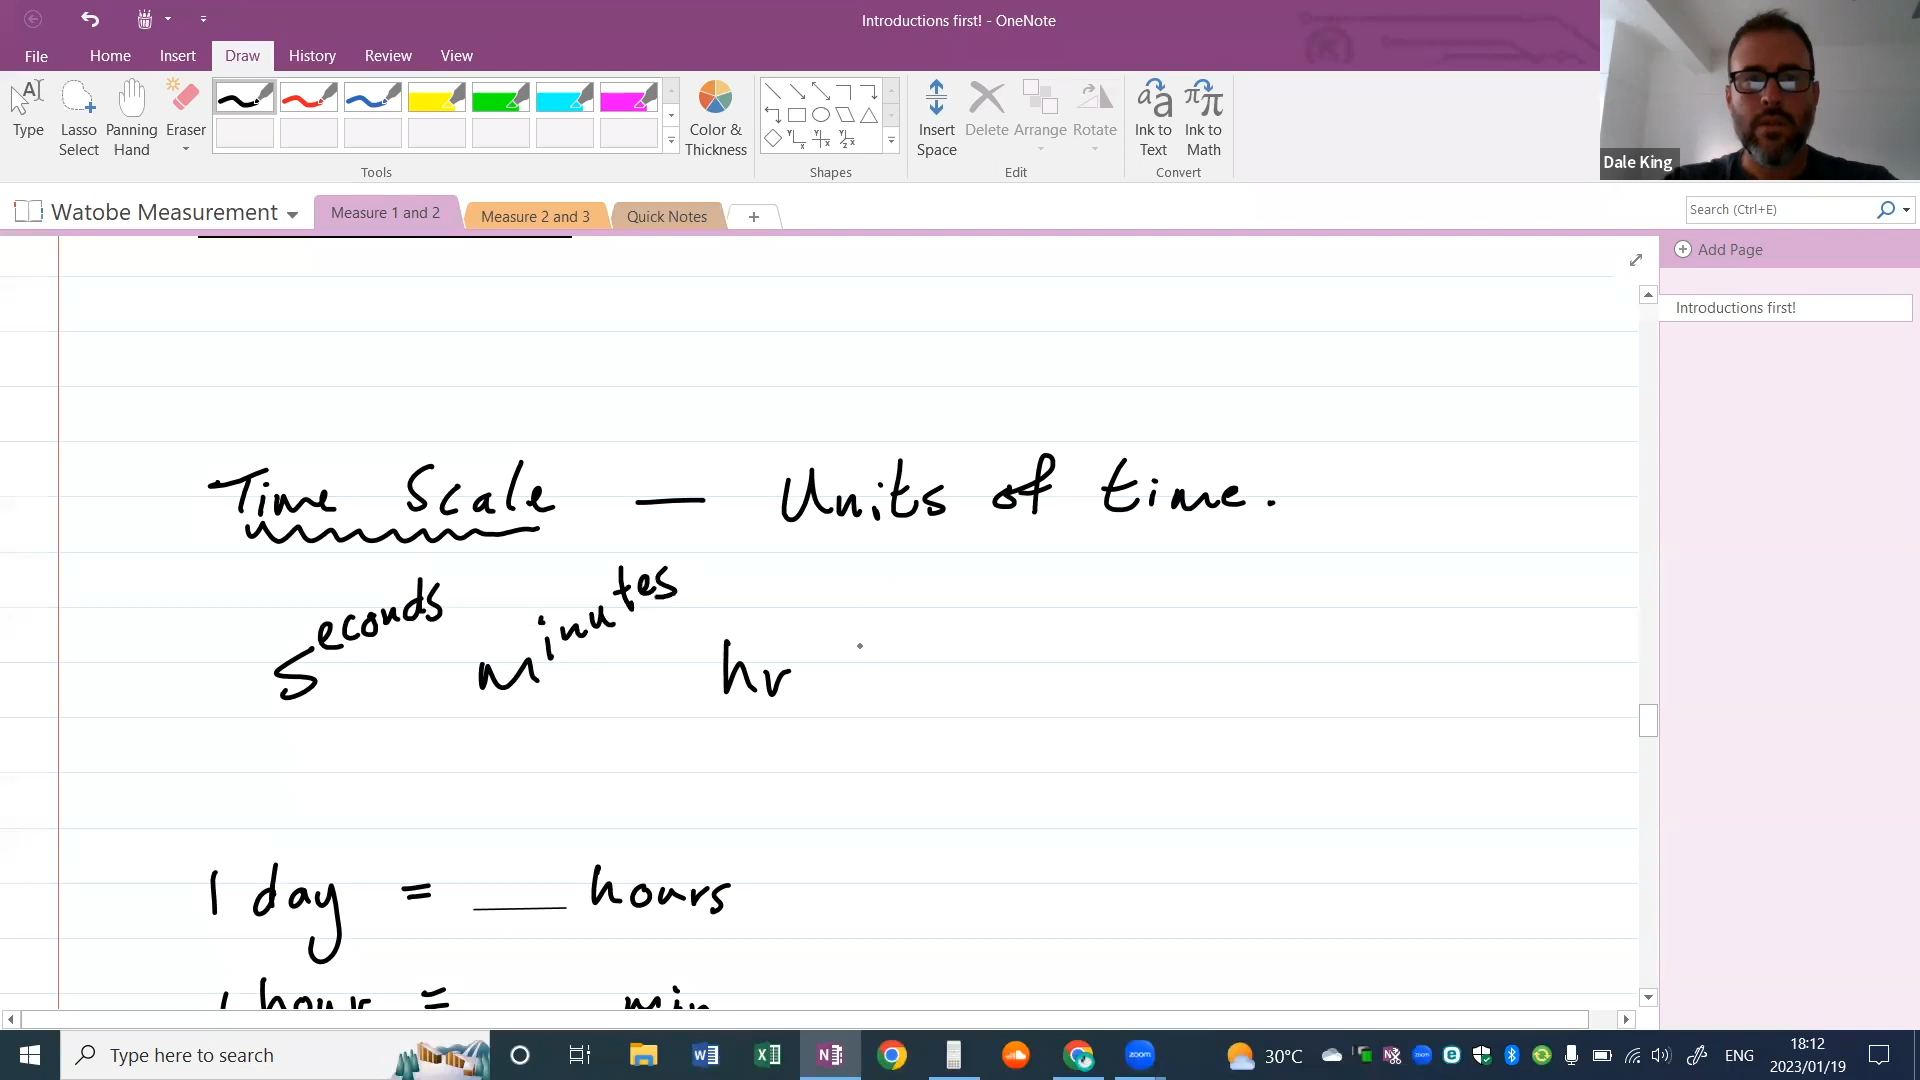 Introductions first! - OneNote
File Home Insert Draw History Review View
Type Lasso Select Panning Hand Eraser Color & Thickness Insert Space Delete Arrange Rotate Ink to Text Ink to Math
Tools Shapes Edit Convert
Dale King
Watobe Measurement Measure 1 and 2 Measure 2 and 3 Quick Notes + Search (Ctrl+E)
Add Page
Introductions first!
Time Scale — Units of time.
seconds minutes hr
1 day = ___ hours
1 hour = min
Type here to search 30°C ENG 18:12
2023/01/19